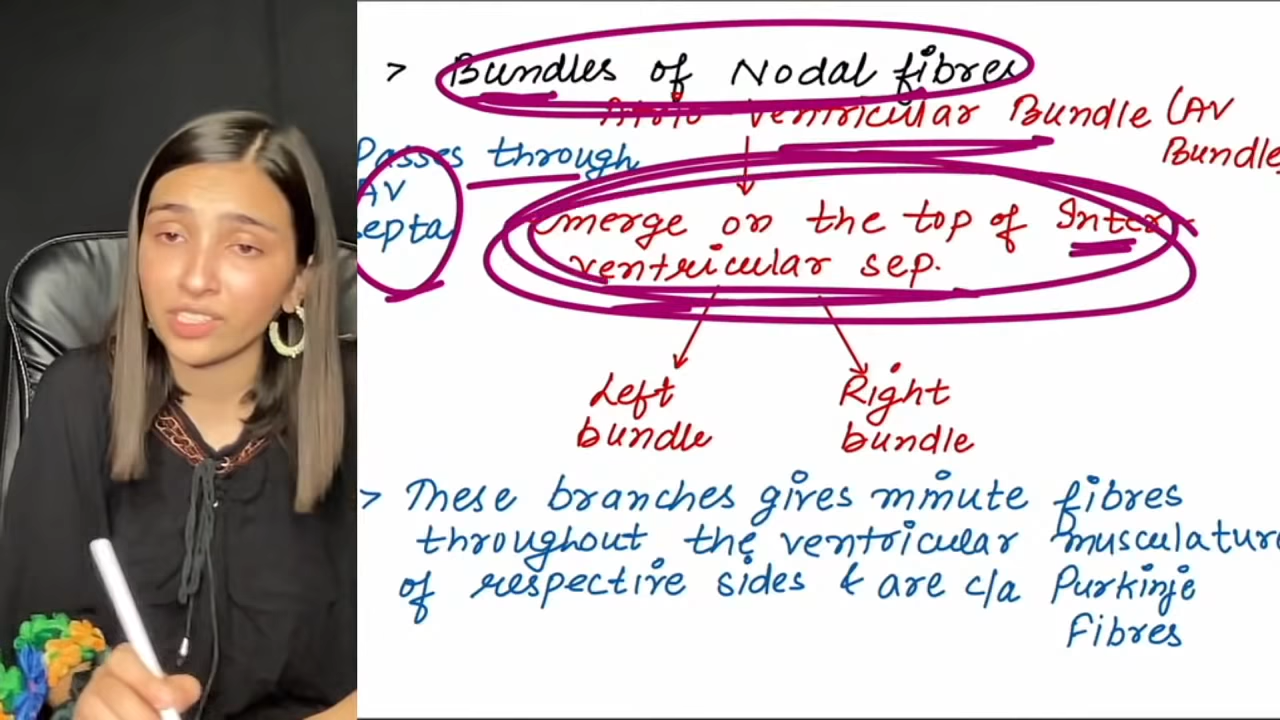 > Bundles of Nodal fibres
ventricular Bundle (AV
Bundle
Passes through
AV
septa
emerge on the top of Inter
ventricular sep.
Left
bundle
Right
bundle
> These branches gives minute fibres
throughout the ventricular musculature
of respective sides & are c/a Purkinje
Fibres